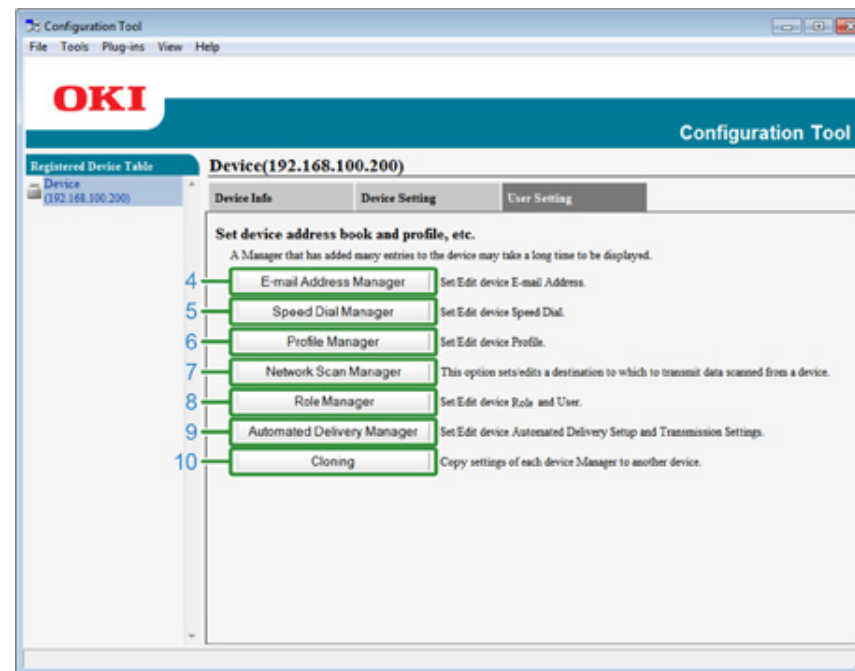 Configuration Tool
File Tools Plug-ins View Help
OKI
Configuration Tool
Registered Device Table
Device
(192.168.100.200)
Device(192.168.100.200)
Device Info Device Setting User Setting
Set device address book and profile, etc.
A Manager that has added many entries to the device may take a long time to be displayed.
4 E-mail Address Manager Set/Edit device E-mail Address.
5 Speed Dial Manager Set/Edit device Speed Dial.
6 Profile Manager Set/Edit device Profile.
7 Network Scan Manager This option sets/edits a destination to which to transmit data scanned from a device.
8 Role Manager Set/Edit device Role and User.
9 Automated Delivery Manager Set/Edit device Automated Delivery Setup and Transmission Settings.
10 Cloning Copy settings of each device Manager to another device.